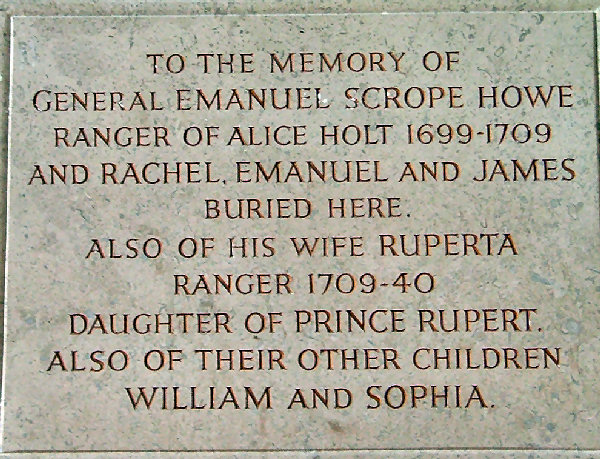 TO THE MEMORY OF
GENERAL EMANUEL SCROPE HOWE
RANGER OF ALICE HOLT 1699-1709
AND RACHEL, EMANUEL AND JAMES
BURIED HERE.
ALSO OF HIS WIFE RUPERTA
RANGER 1709-40
DAUGHTER OF PRINCE RUPERT.
ALSO OF THEIR OTHER CHILDREN
WILLIAM AND SOPHIA.